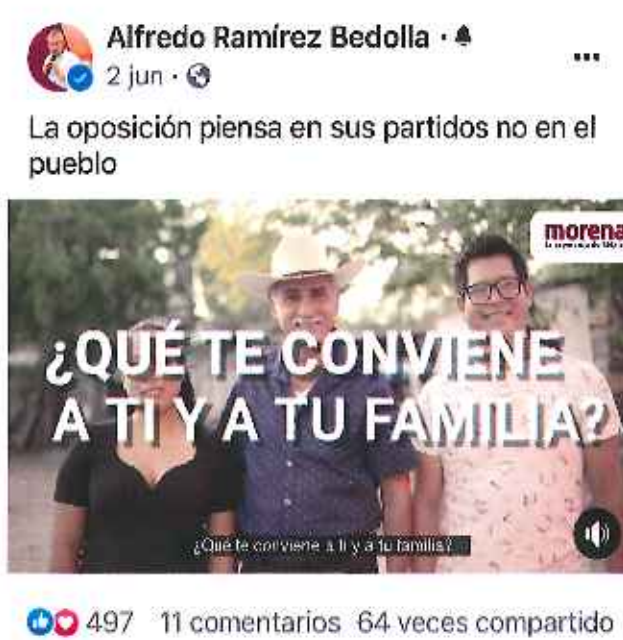 Alfredo Ramírez Bedolla ·
2 jun ·
La oposición piensa en sus partidos no en el
pueblo
morena
¿QUÉ TE CONVIENE
A TI Y A TU FAMILIA?
¿Qué te conviene a ti y a tu familia?
497 11 comentarios 64 veces compartido